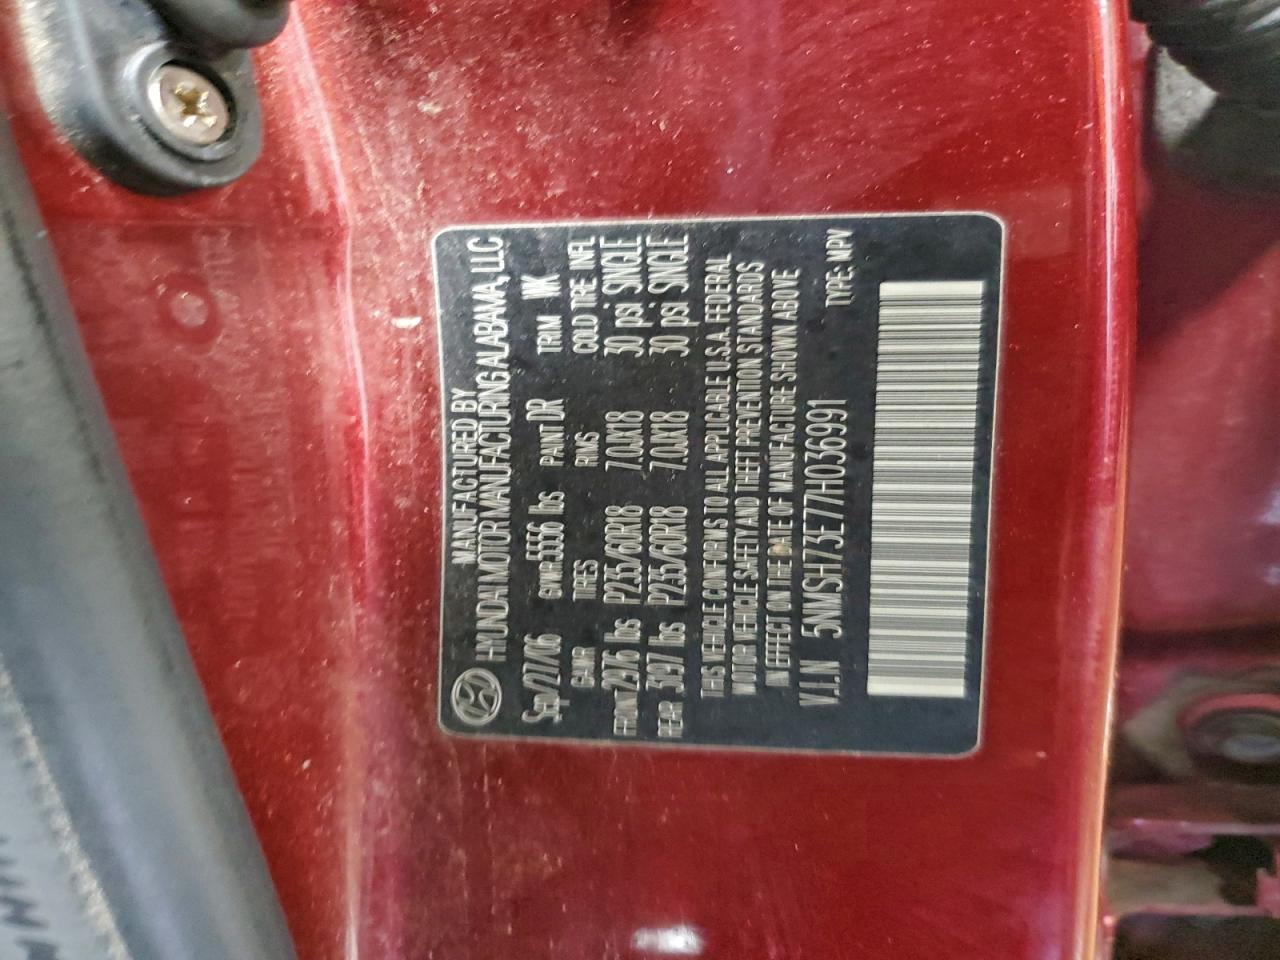 MANUFACTURED BY
HYUNDAI MOTOR MANUFACTURING ALABAMA, LLC
Sep/27/06 GVWR 5556 lbs PAINT DR TRIM WK
GAWR TIRES RIMS COLD TIRE INFL
FRONT 2976 lbs P235/60R18 7.0JX18 30 psi SINGLE
REAR 3197 lbs P235/60R18 7.0JX18 30 psi SINGLE
THIS VEHICLE CONFORMS TO ALL APPLICABLE U.S.A. FEDERAL
MOTOR VEHICLE SAFETY AND THEFT PREVENTION STANDARDS
IN EFFECT ON THE DATE OF MANUFACTURE SHOWN ABOVE
V.I.N 5NMSH73E77H036991 TYPE: MPV